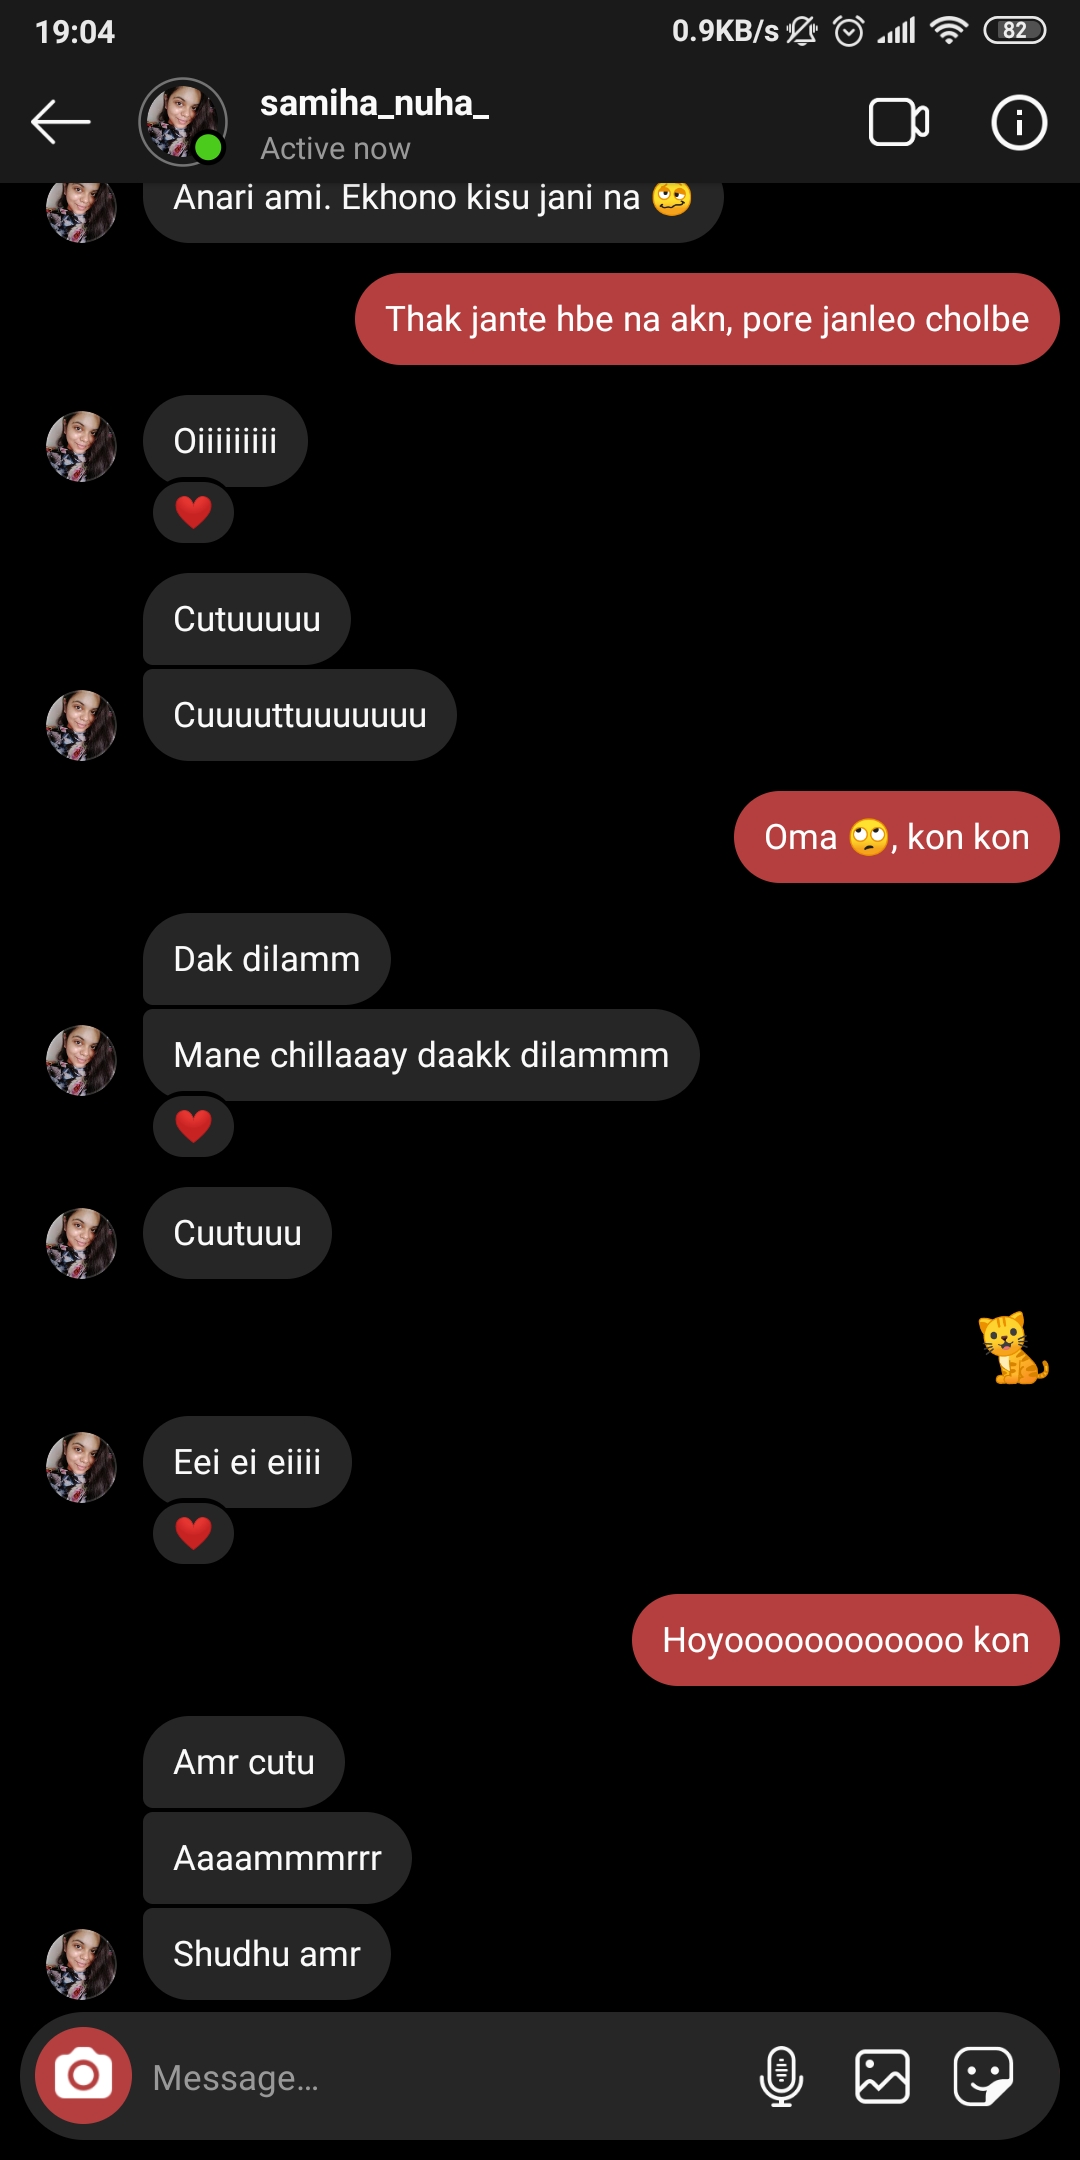 19:04
0.9KB/s
82
samiha_nuha_
Active now
Anari ami. Ekhono kisu jani na 🥴
Thak jante hbe na akn, pore janleo cholbe
Oiiiiiiiii
❤️
Cutuuuuu
Cuuuuttuuuuuuu
Oma 🙄, kon kon
Dak dilamm
Mane chillaaay daakk dilammm
❤️
Cuutuuu
🐈
Eei ei eiiii
❤️
Hoyoooooooooooo kon
Amr cutu
Aaaammmrrr
Shudhu amr
Message…